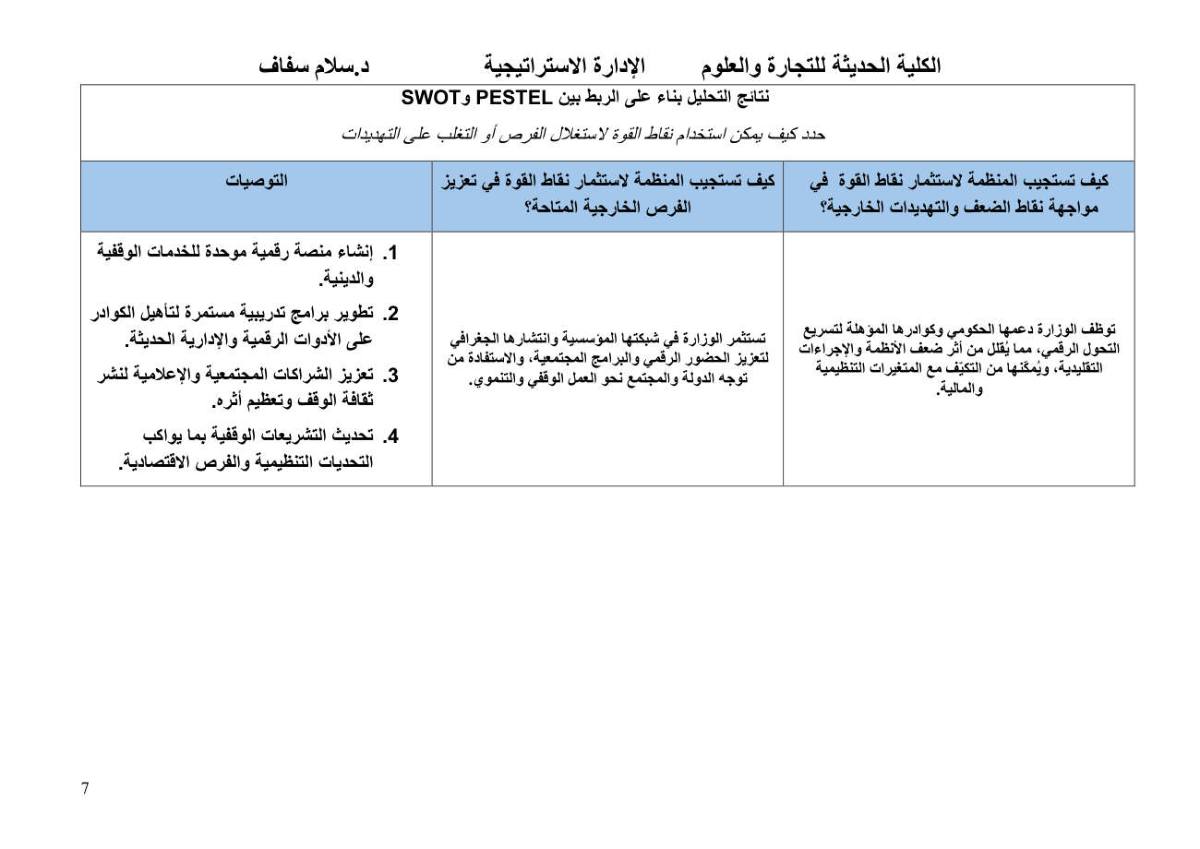 الكلية الحديثة للتجارة والعلوم الإدارة الاستراتيجية د.سلام سفاف
نتائج التحليل بناء على الربط بين PESTEL وSWOT
حدد كيف يمكن استخدام نقاط القوة لاستغلال الفرص أو التغلب على التهديدات
كيف تستجيب المنظمة لاستثمار نقاط القوة في
مواجهة نقاط الضعف والتهديدات الخارجية؟
كيف تستجيب المنظمة لاستثمار نقاط القوة في تعزيز
الفرص الخارجية المتاحة؟
التوصيات
توظف الوزارة دعمها الحكومي وكوادرها المؤهلة لتسريع
التحول الرقمي، مما يُقلل من أثر ضعف الأنظمة والإجراءات
التقليدية، ويُمكّنها من التكيّف مع المتغيرات التنظيمية
والمالية.
تستثمر الوزارة في شبكتها المؤسسية وانتشارها الجغرافي
لتعزيز الحضور الرقمي والبرامج المجتمعية، والاستفادة من
توجه الدولة والمجتمع نحو العمل الوقفي والتنموي.
1. إنشاء منصة رقمية موحدة للخدمات الوقفية
والدينية.
2. تطوير برامج تدريبية مستمرة لتأهيل الكوادر
على الأدوات الرقمية والإدارية الحديثة.
3. تعزيز الشراكات المجتمعية والإعلامية لنشر
ثقافة الوقف وتعظيم أثره.
4. تحديث التشريعات الوقفية بما يواكب
التحديات التنظيمية والفرص الاقتصادية.
7